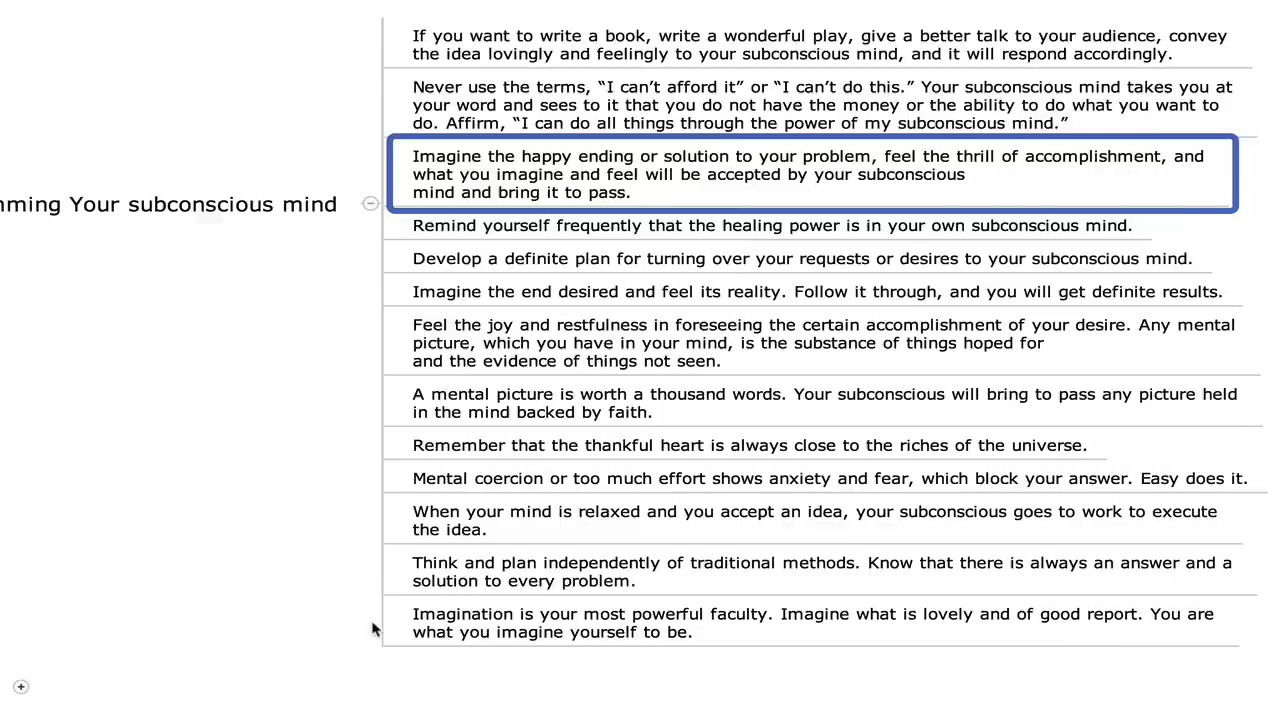 If you want to write a book, write a wonderful play, give a better talk to your audience, convey
the idea lovingly and feelingly to your subconscious mind, and it will respond accordingly.
Never use the terms, “I can’t afford it” or “I can’t do this.” Your subconscious mind takes you at
your word and sees to it that you do not have the money or the ability to do what you want to
do. Affirm, “I can do all things through the power of my subconscious mind.”
Imagine the happy ending or solution to your problem, feel the thrill of accomplishment, and
what you imagine and feel will be accepted by your subconscious
mind and bring it to pass.
Your subconscious mind
Remind yourself frequently that the healing power is in your own subconscious mind.
Develop a definite plan for turning over your requests or desires to your subconscious mind.
Imagine the end desired and feel its reality. Follow it through, and you will get definite results.
Feel the joy and restfulness in foreseeing the certain accomplishment of your desire. Any mental
picture, which you have in your mind, is the substance of things hoped for
and the evidence of things not seen.
A mental picture is worth a thousand words. Your subconscious will bring to pass any picture held
in the mind backed by faith.
Remember that the thankful heart is always close to the riches of the universe.
Mental coercion or too much effort shows anxiety and fear, which block your answer. Easy does it.
When your mind is relaxed and you accept an idea, your subconscious goes to work to execute
the idea.
Think and plan independently of traditional methods. Know that there is always an answer and a
solution to every problem.
Imagination is your most powerful faculty. Imagine what is lovely and of good report. You are
what you imagine yourself to be.